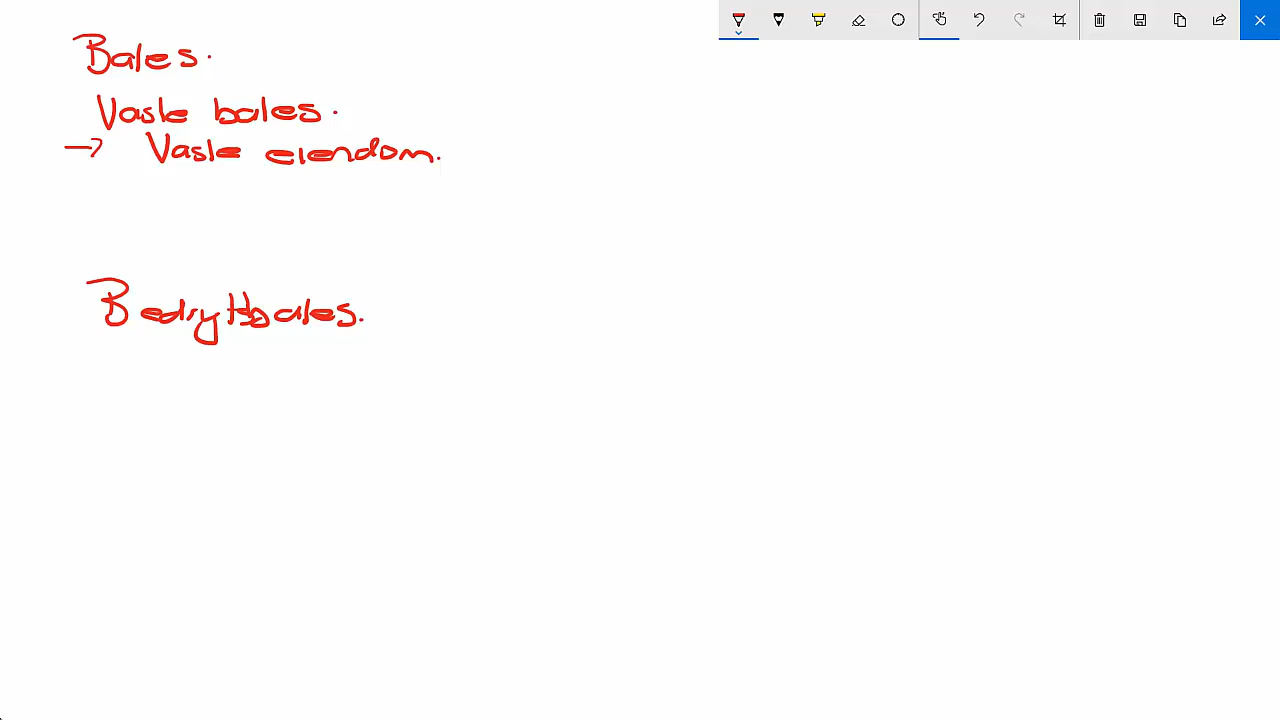 Bates.
Vaste bates.
→ Vaste eiendom.
Bedryfsbates.